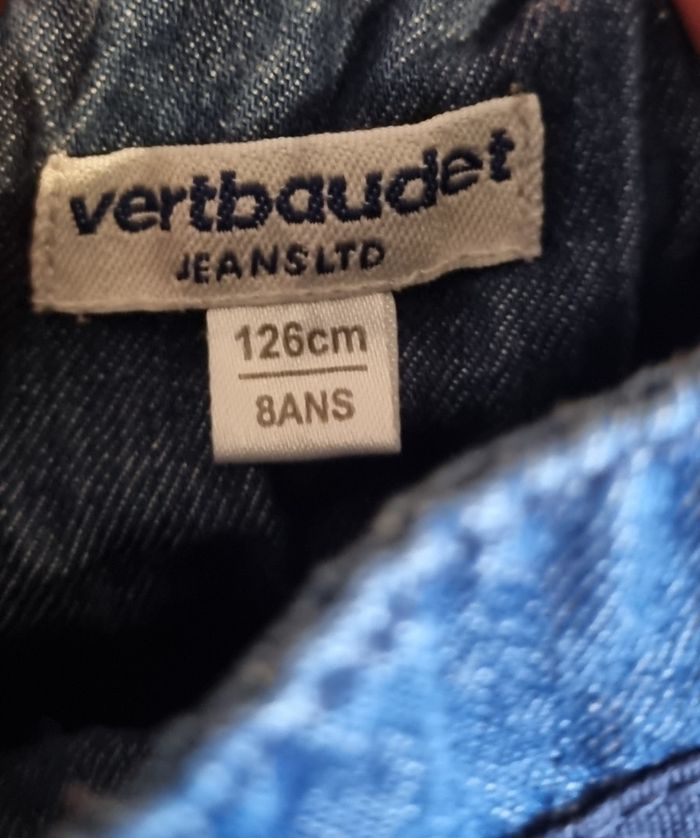 vertbaudet
JEANS LTD
126cm
8ANS